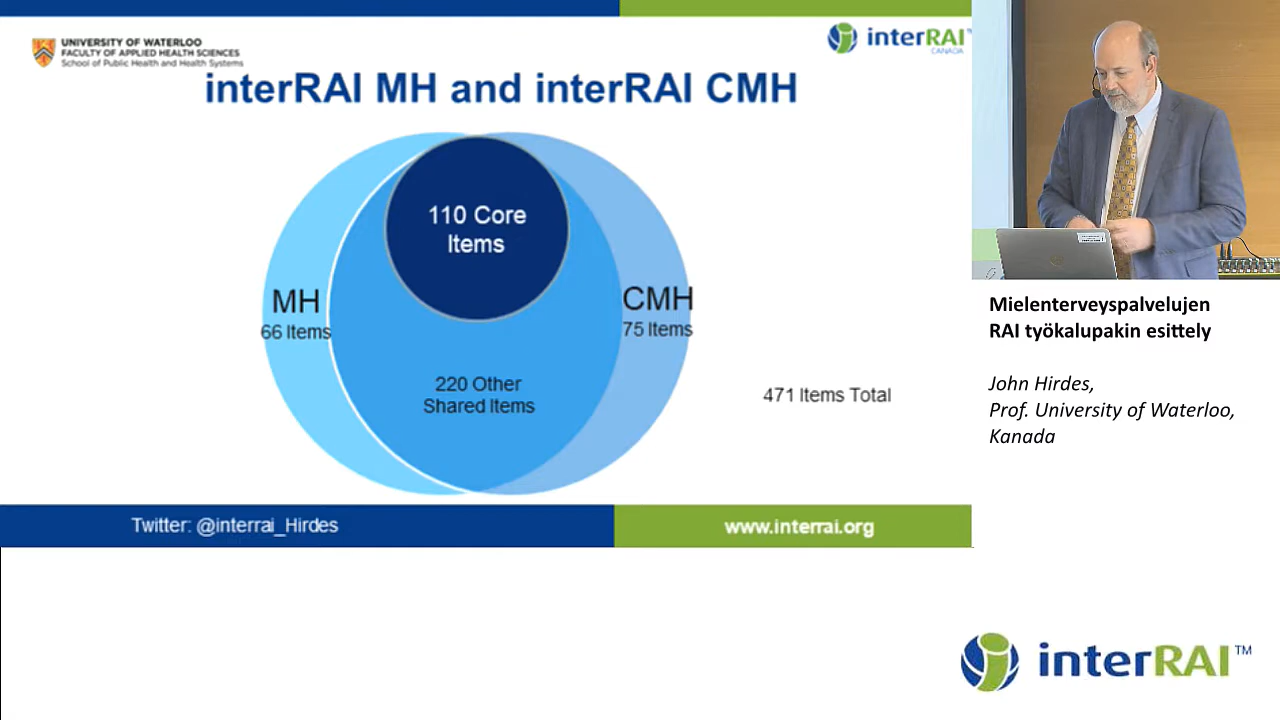 UNIVERSITY OF WATERLOO
FACULTY OF APPLIED HEALTH SCIENCES
School of Public Health and Health Systems
interRAI
CANADA
interRAI MH and interRAI CMH
110 Core
Items
MH
66 Items
CMH
75 Items
220 Other
Shared Items
471 Items Total
Twitter: @interrai_Hirdes
www.interrai.org
Mielenterveyspalvelujen
RAI työkalupakin esittely
John Hirdes,
Prof. University of Waterloo,
Kanada
interRAI™